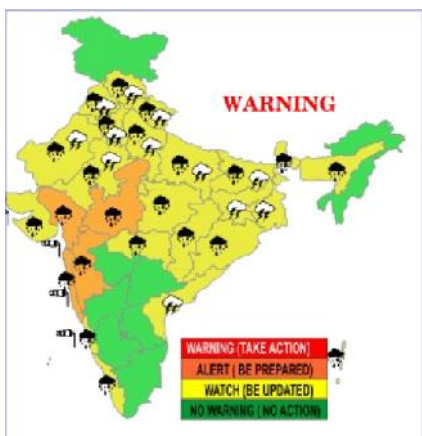 WARNING
WARNING (TAKE ACTION)
ALERT ( BE PREPARED)
WATCH (BE UPDATED)
NO WARNING ( NO ACTION)